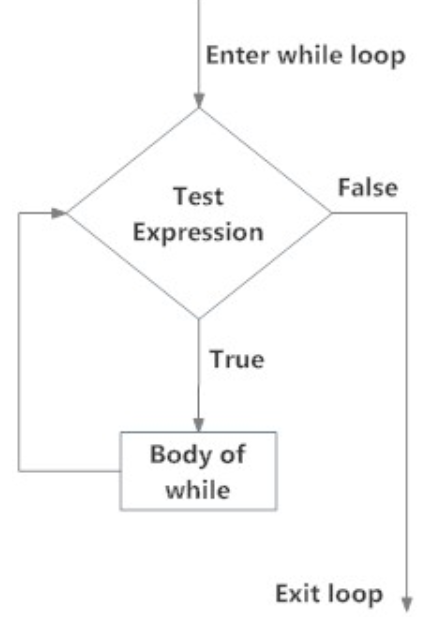 Enter while loop
Test
Expression
False
True
Body of
while
Exit loop